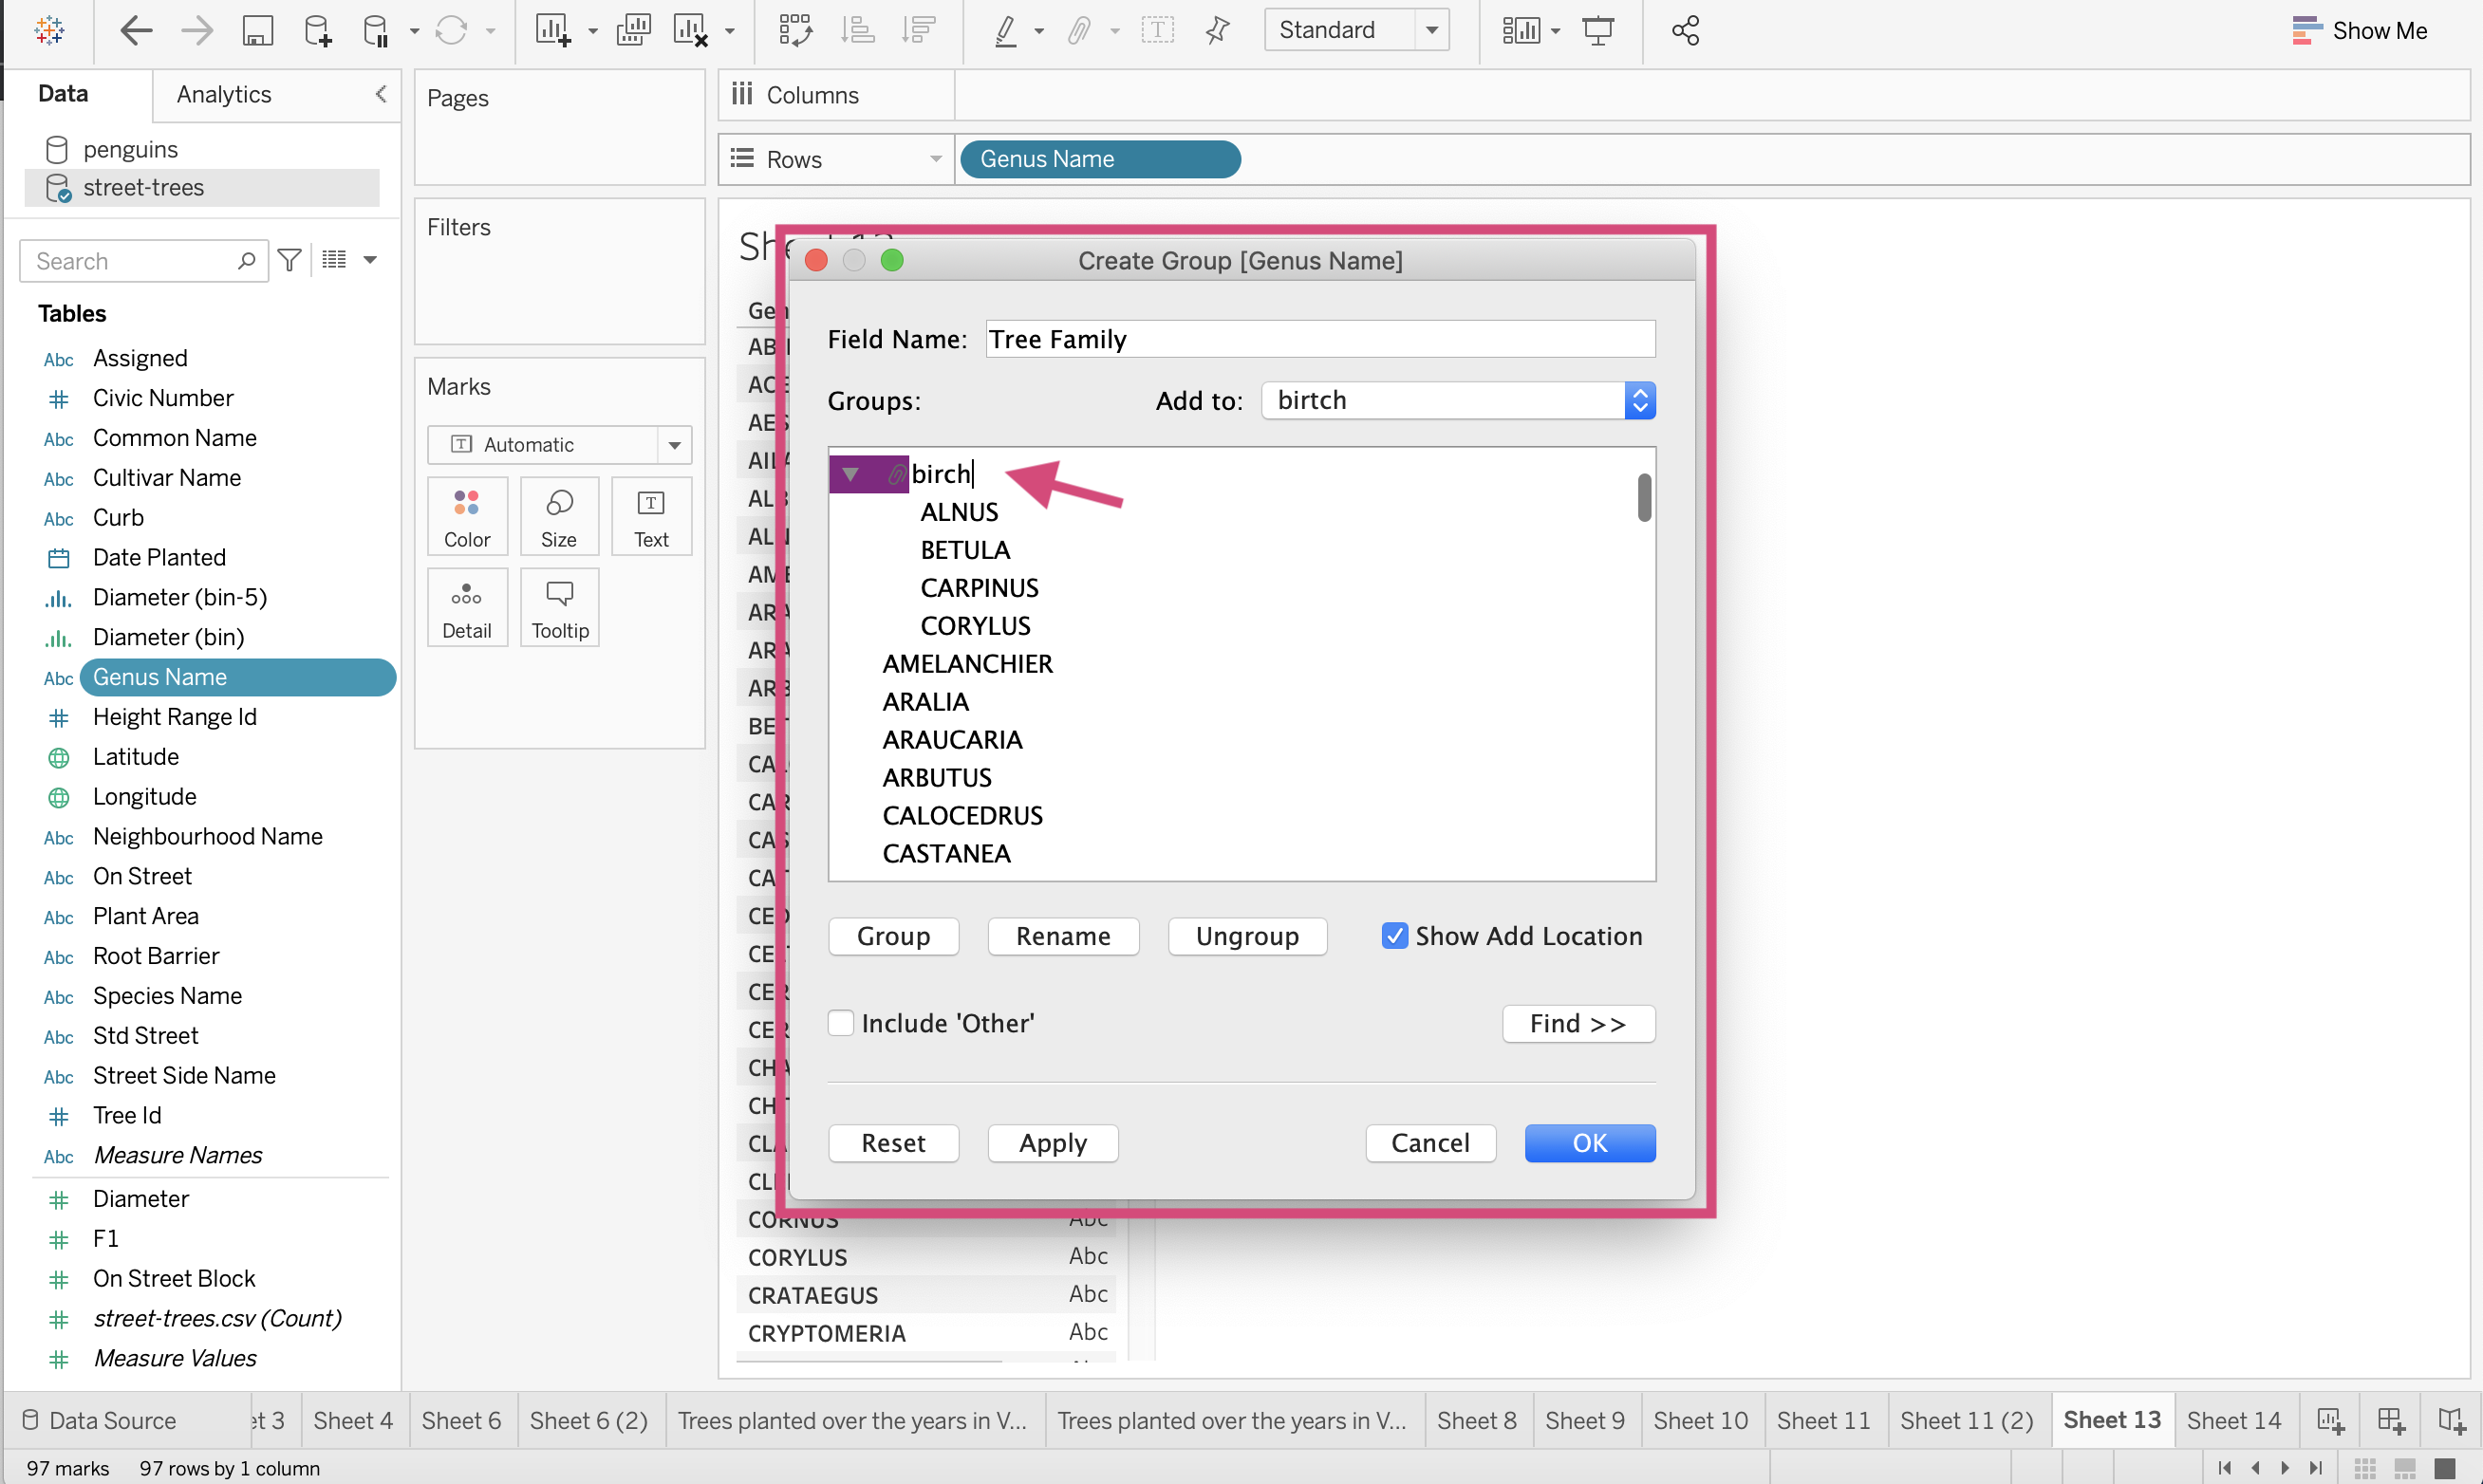 Standard
Show Me
Data
Analytics
penguins
street-trees
Search
Tables
Abc Assigned
Civic Number
Abc Common Name
Abc Cultivar Name
Abc Curb
Date Planted
Diameter (bin-5)
Diameter (bin)
Abc Genus Name
Height Range Id
Latitude
Longitude
Abc Neighbourhood Name
Abc On Street
Abc Plant Area
Abc Root Barrier
Abc Species Name
Abc Std Street
Abc Street Side Name
Tree Id
Abc Measure Names
Diameter
F1
On Street Block
street-trees.csv (Count)
Measure Values
Pages
Filters
Marks
T Automatic
Color
Size
T Text
Detail
Tooltip
Columns
Rows
Genus Name
Create Group [Genus Name]
Field Name: Tree Family
Groups:
Add to: birtch
birch
ALNUS
BETULA
CARPINUS
CORYLUS
AMELANCHIER
ARALIA
ARAUCARIA
ARBUTUS
CALOCEDRUS
CASTANEA
Group
Rename
Ungroup
Show Add Location
Include 'Other'
Find >>
Reset
Apply
Cancel
OK
CORNUS Abc
CORYLUS Abc
CRATAEGUS Abc
CRYPTOMERIA Abc
Data Source
et 3
Sheet 4
Sheet 6
Sheet 6 (2)
Trees planted over the years in V...
Trees planted over the years in V...
Sheet 8
Sheet 9
Sheet 10
Sheet 11
Sheet 11 (2)
Sheet 13
Sheet 14
97 marks
97 rows by 1 column